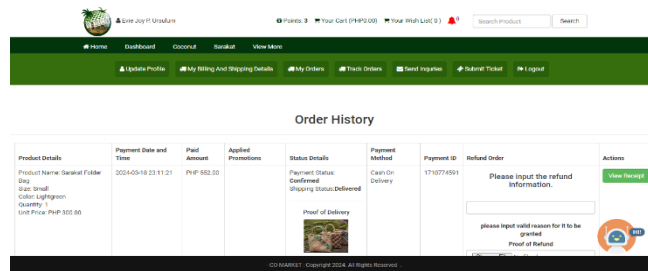 Evie Joy P. Ursulum
Points: 3
Your Cart (PHP0.00)
Your Wish List( 0 )
0
Search Product
Search
Home
Dashboard
Coconut
Sarakat
View More
Update Profile
My Billing And Shipping Details
My Orders
Track Orders
Send Inquiries
Submit Ticket
Logout
Order History
Product Details
Payment Date and
Time
Paid
Amount
Applied
Promotions
Status Details
Payment
Method
Payment ID
Refund Order
Actions
Product Name: Sarakat Folder
Bag
Size: Small
Color: Lightgreen
Quantity: 1
Unit Price: PHP 300.00
2024-03-18 23:11:21
PHP 552.00
Payment Status:
Confirmed
Shipping Status:Delivered
Proof of Delivery
Cash On
Delivery
1710774591
Please input the refund
information.
please input valid reason for it to be
granted
Proof of Refund
View Receipt
HI!
CO-MARKET : Copyright 2024. All Rights Reserved